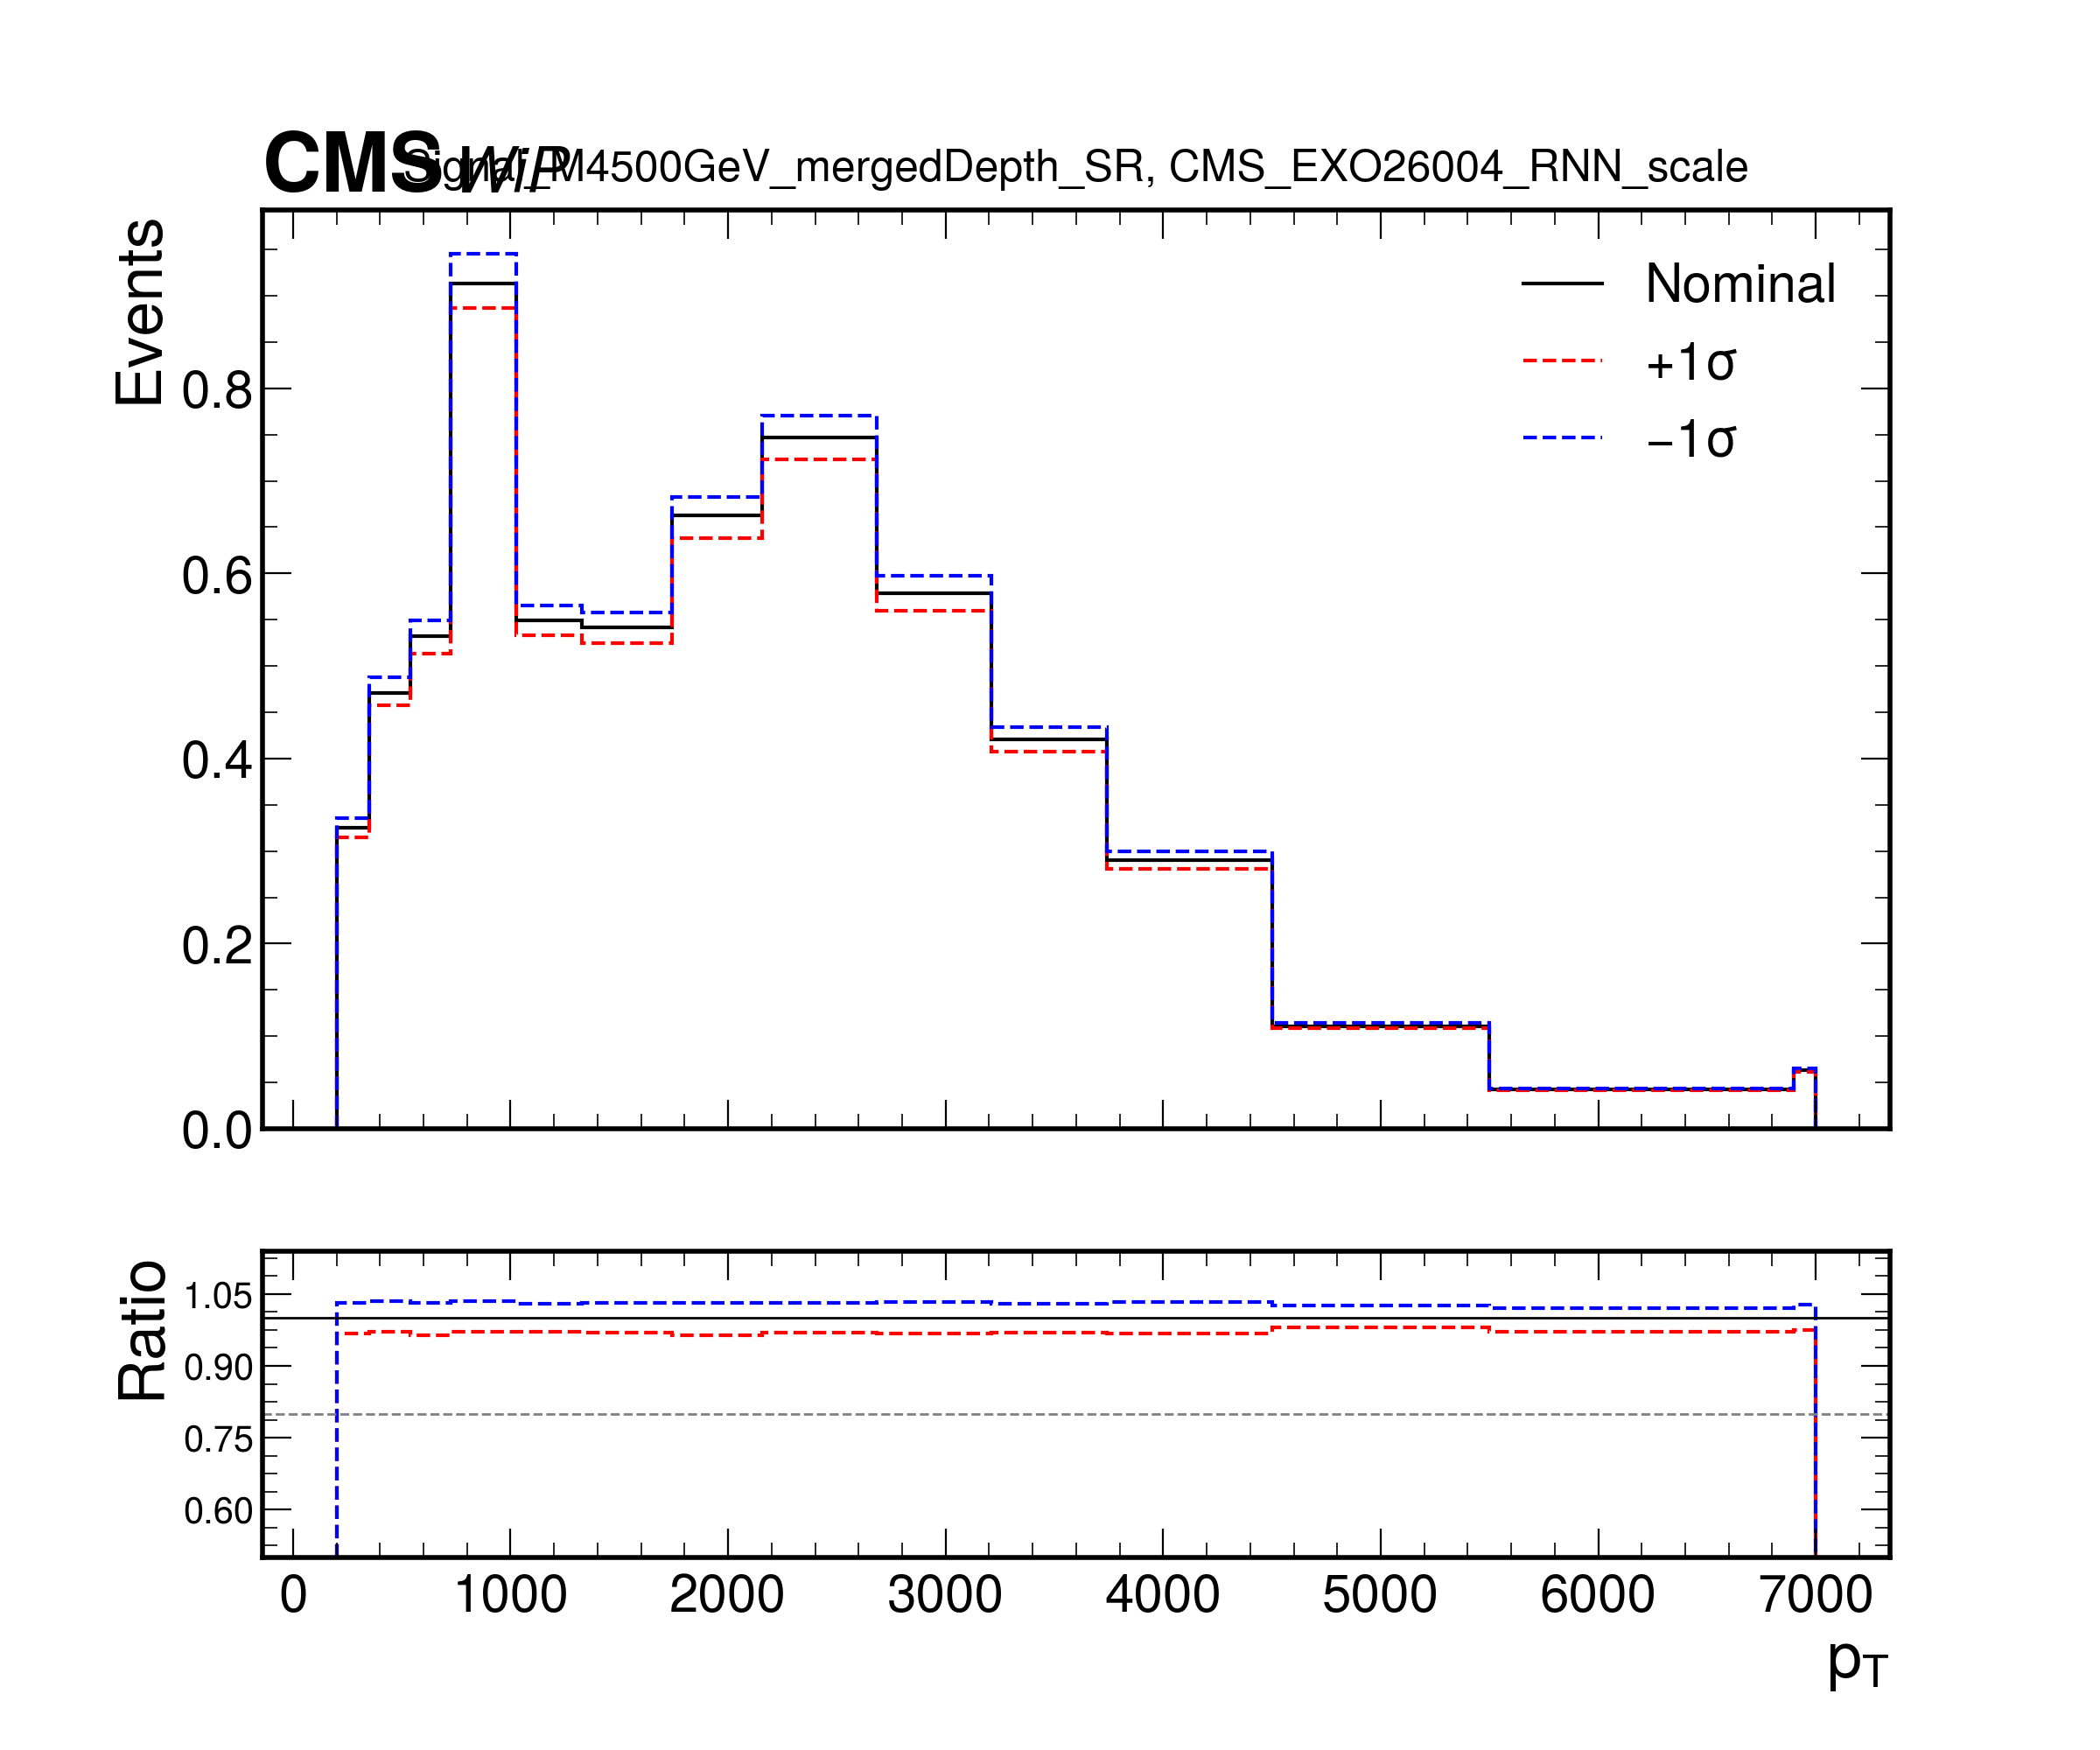 CMS WiP Signal_M4500GeV_mergedDepth_SR, CMS_EXO26004_RNN_scale
Events
Nominal
+1σ
−1σ
0.8
0.6
0.4
0.2
0.0
Ratio
1.05
0.90
0.75
0.60
0 1000 2000 3000 4000 5000 6000 7000
pT